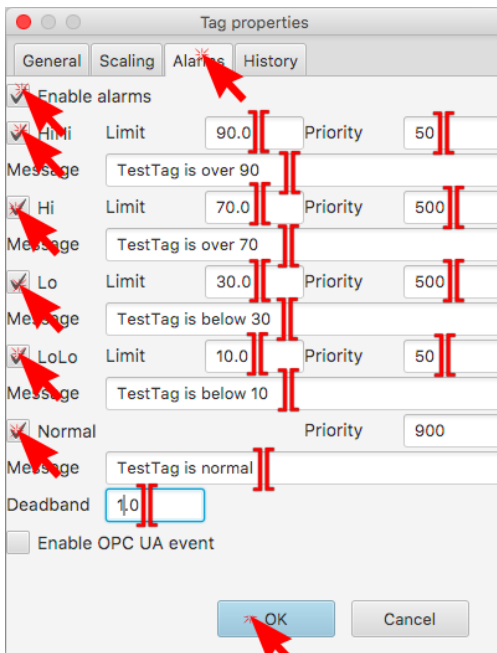 Tag properties
General Scaling Alarms History
Enable alarms
HiHi Limit 90.0 Priority 50
Message TestTag is over 90
Hi Limit 70.0 Priority 500
Message TestTag is over 70
Lo Limit 30.0 Priority 500
Message TestTag is below 30
LoLo Limit 10.0 Priority 50
Message TestTag is below 10
Normal Priority 900
Message TestTag is normal
Deadband 1.0
Enable OPC UA event
OK Cancel